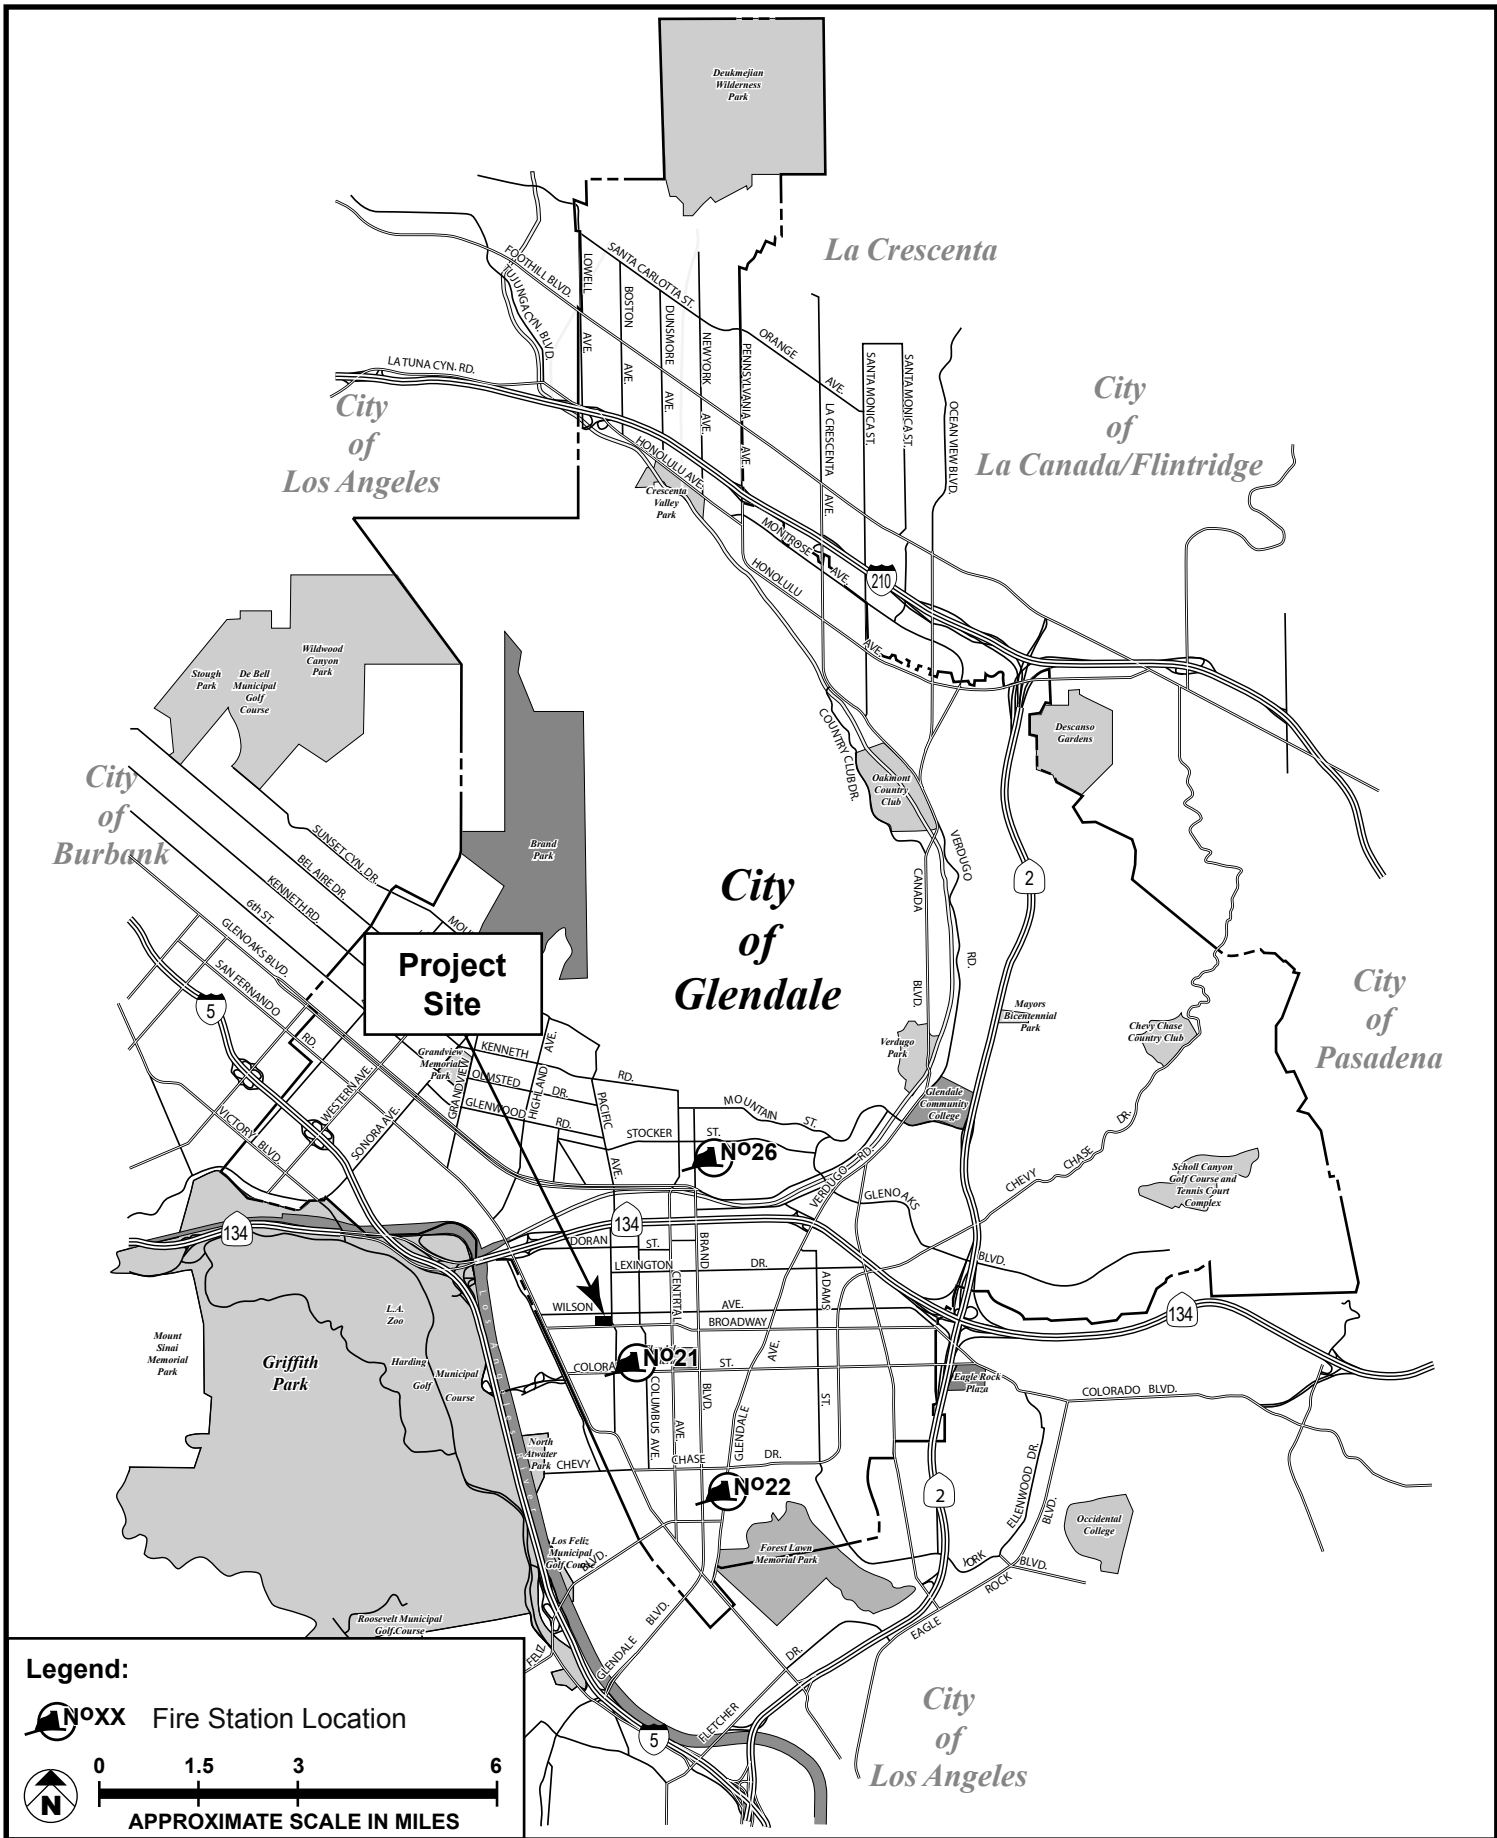 Deukmejian
Wilderness
Park
La Crescenta
SANTA CARLOTTA ST.
FOOTHILL BLVD.
TUJUNGA CYN. BLVD.
LOWELL
AVE.
BOSTON
AVE.
DUNSMORE
AVE.
NEW YORK
AVE.
PENNSYLVANIA
AVE.
ORANGE
AVE.
LA CRESCENTA
AVE.
SANTA MONICA ST.
SANTA MONICA ST.
OCEAN VIEW BLVD.
LA TUNA CYN. RD.
City
of
Los Angeles
City
of
La Canada/Flintridge
HONOLULU AVE.
Crescenta
Valley
Park
MONTROSE
AVE.
HONOLULU
AVE.
210
Wildwood
Canyon
Park
Stough
Park
De Bell
Municipal
Golf
Course
Descanso
Gardens
COUNTRY CLUB DR.
Oakmont
Country
Club
City
of
Burbank
SUNSET CYN. DR.
BEL AIRE DR.
KENNETH RD.
6th ST.
GLENOAKS BLVD.
SAN FERNANDO
RD.
MOU
Brand
Park
City
of
Glendale
CANADA
BLVD.
VERDUGO
RD.
2
Project
Site
5
Mayors
Bicentennial
Park
Chevy Chase
Country Club
City
of
Pasadena
Verdugo
Park
Grandview
Memorial
Park
KENNETH
RD.
OLMSTED
DR.
GLENWOOD
RD.
GRANDVIEW
HIGHLAND
AVE.
PACIFIC
AVE.
WESTERN AVE.
SONORA AVE.
VICTORY BLVD.
MOUNTAIN
ST.
STOCKER
ST.
NO26
Glendale
Community
College
CHEVY
CHASE
DR.
Scholl Canyon
Golf Course and
Tennis Court
Complex
VERDUGO RD.
GLENOAKS
BLVD.
134
134
DORAN
ST.
BRAND
LEXINGTON
DR.
CENTRTAL
ADAMS
WILSON
AVE.
BROADWAY
134
L.A.
Zoo
Mount
Sinai
Memorial
Park
Griffith
Park
Harding
Golf
Municipal
Course
Los Angeles River
COLORA
NO21
ST.
AVE.
ST.
COLUMBUS AVE.
AVE.
BLVD.
GLENDALE
Eagle Rock
Plaza
COLORADO BLVD.
North
Atwater
Park
CHEVY
CHASE
DR.
NO22
2
ELLENWOOD DR.
BLVD.
Occidental
College
Los Feliz
Municipal
Golf Course
BLVD.
Forest Lawn
Memorial Park
YORK
BLVD.
ROCK
EAGLE
Roosevelt Municipal
Golf Course
FELIZ
GLENDALE
BLVD.
DR.
FLETCHER
5
City
of
Los Angeles
Legend:
NOXX Fire Station Location
0 1.5 3 6
N
APPROXIMATE SCALE IN MILES